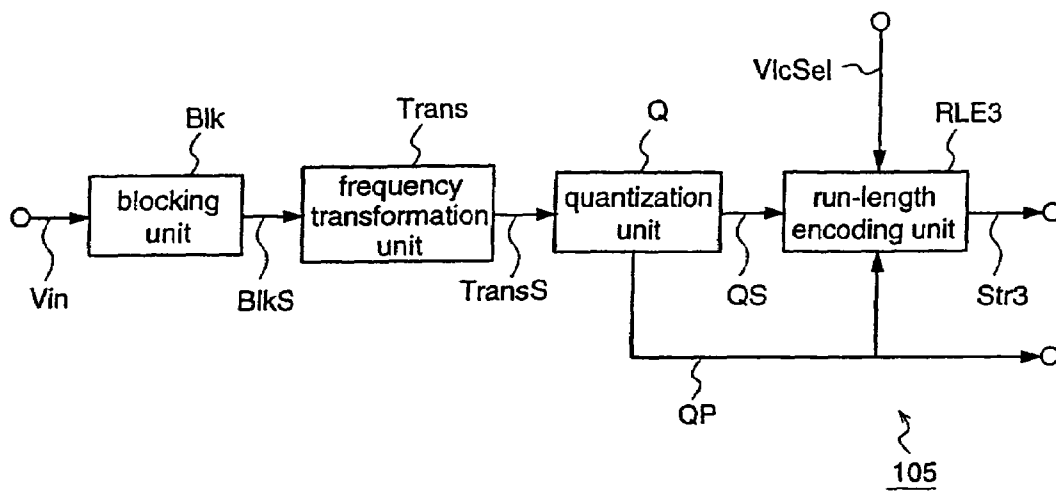 VlcSel
Blk
Trans
Q
RLE3
blocking
unit
frequency
transformation
unit
quantization
unit
run-length
encoding unit
Vin
BlkS
TransS
QS
Str3
QP
105